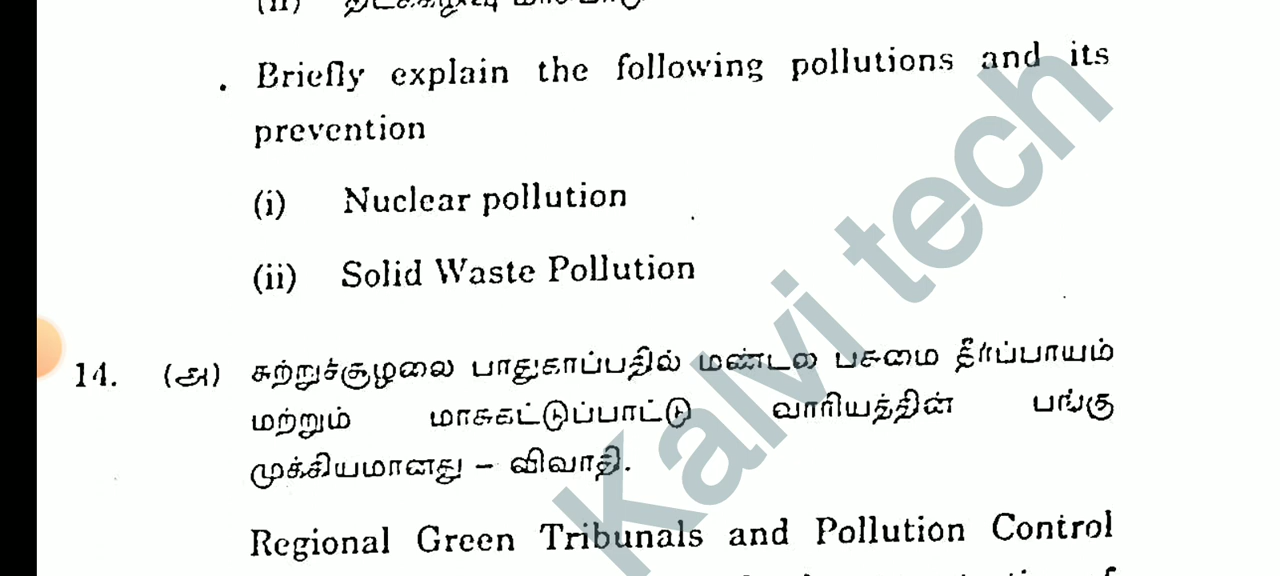 (ii)
. Briefly explain the following pollutions and its
prevention
(i) Nuclear pollution
(ii) Solid Waste Pollution
14. (அ) சுற்றுச்சூழலை பாதுகாப்பதில் மண்டல பசுமை தீர்ப்பாயம்
மற்றும் மாசுகட்டுப்பாட்டு வாரியத்தின் பங்கு
முக்கியமானது – விவாதி.
Regional Green Tribunals and Pollution Control
Kalvi tech